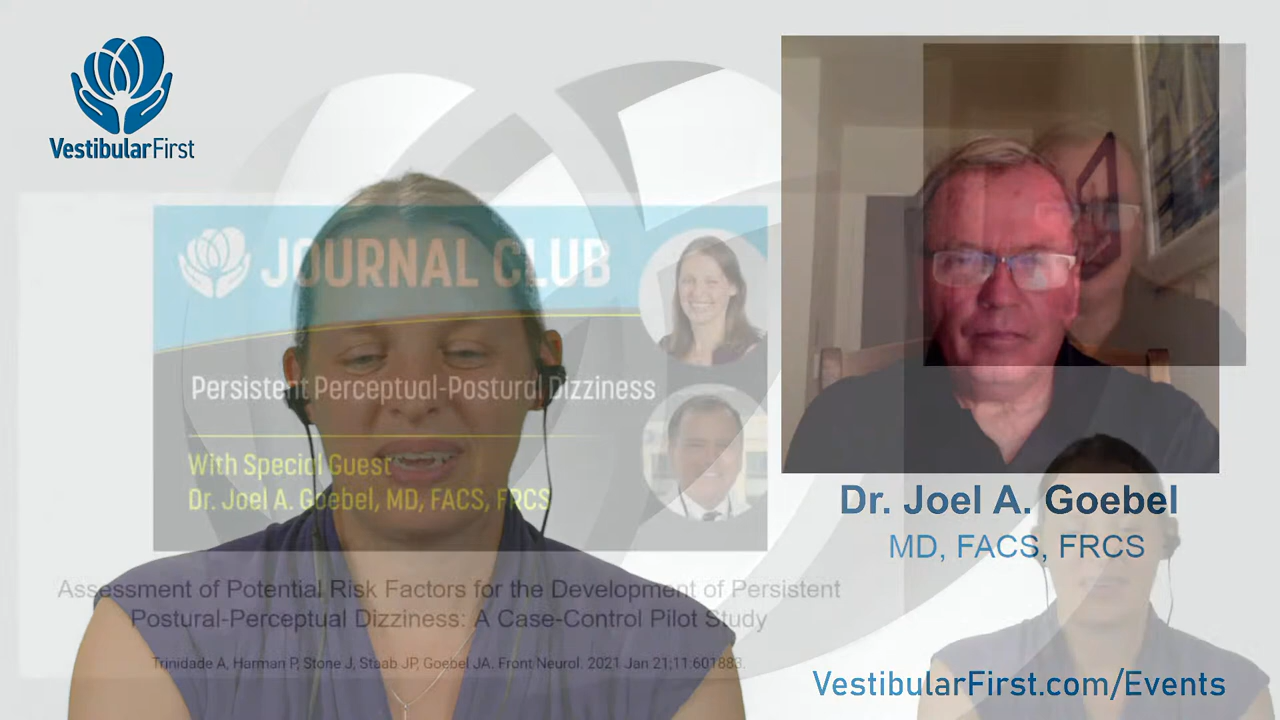 VestibularFirst
JOURNAL CLUB
Persistent Perceptual-Postural Dizziness
With Special Guest
Dr. Joel A. Goebel, MD, FACS, FRCS
Assessment of Potential Risk Factors for the Development of Persistent
Postural-Perceptual Dizziness: A Case-Control Pilot Study
Trinidade A, Harman P, Stone J, Staab JP, Goebel JA. Front Neurol. 2021 Jan 21;11:601883.
Dr. Joel A. Goebel
MD, FACS, FRCS
VestibularFirst.com/Events